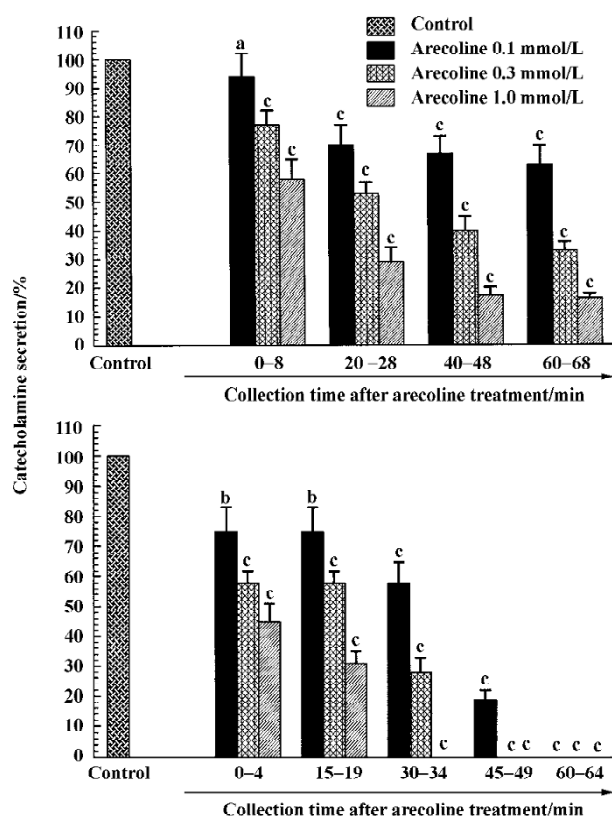 Control
Arecoline 0.1 mmol/L
Arecoline 0.3 mmol/L
Arecoline 1.0 mmol/L
110
100
90
80
70
60
50
40
30
20
10
0
a
c
c
c
c
c
c
c
c
c
c
c
Control
0–8
20–28
40–48
60–68
Collection time after arecoline treatment/min
Catecholamine secretion/%
110
100
90
80
70
60
50
40
30
20
10
0
b
c
c
b
c
c
c
c
c
c
c
c
c
c
c
Control
0–4
15–19
30–34
45–49
60–64
Collection time after arecoline treatment/min